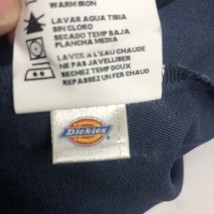 WARM IRON
LAVAR AGUA TIBIA
SIN CLORO
SECADO TEMP BAJA
PLANCHA MEDIA
LAVER A L'EAU CHAUDE
NE PAS JAVELLISER
SECHEZ TEMP DOUX
REPASSEZ L'UN FER CHAUD
Dickies